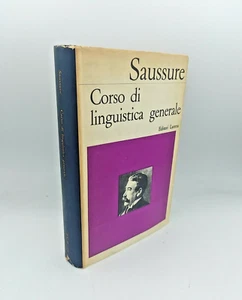 Saussure
Corso di
linguistica generale
Editori Laterza